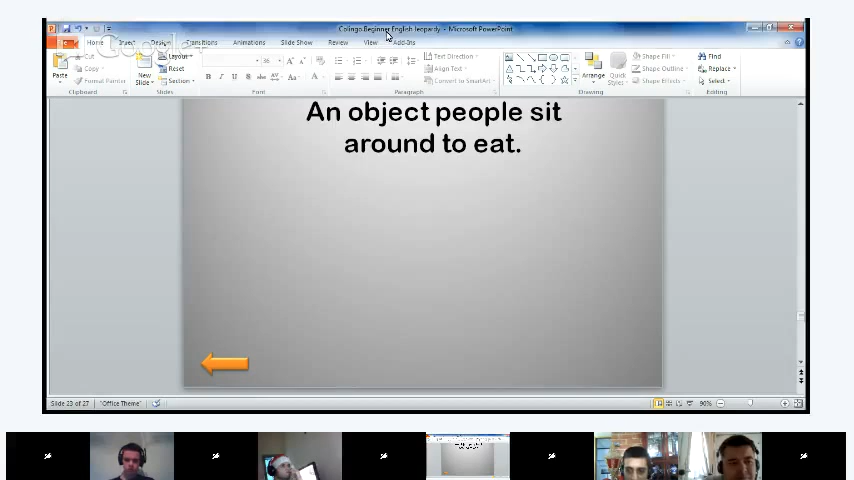 Colingo Beginner English Jeopardy - Microsoft PowerPoint
Home Insert Design Transitions Animations Slide Show Review View Add-Ins
Google+
Paste
Cut
Copy
Format Painter
Clipboard
New
Slide
Layout
Reset
Section
Slides
Font
Text Direction
Align Text
Convert to SmartArt
Paragraph
Arrange
Quick
Styles
Shape Fill
Shape Outline
Shape Effects
Drawing
Find
Replace
Select
Editing
An object people sit
around to eat.
Slide 23 of 27 "Office Theme" 90%